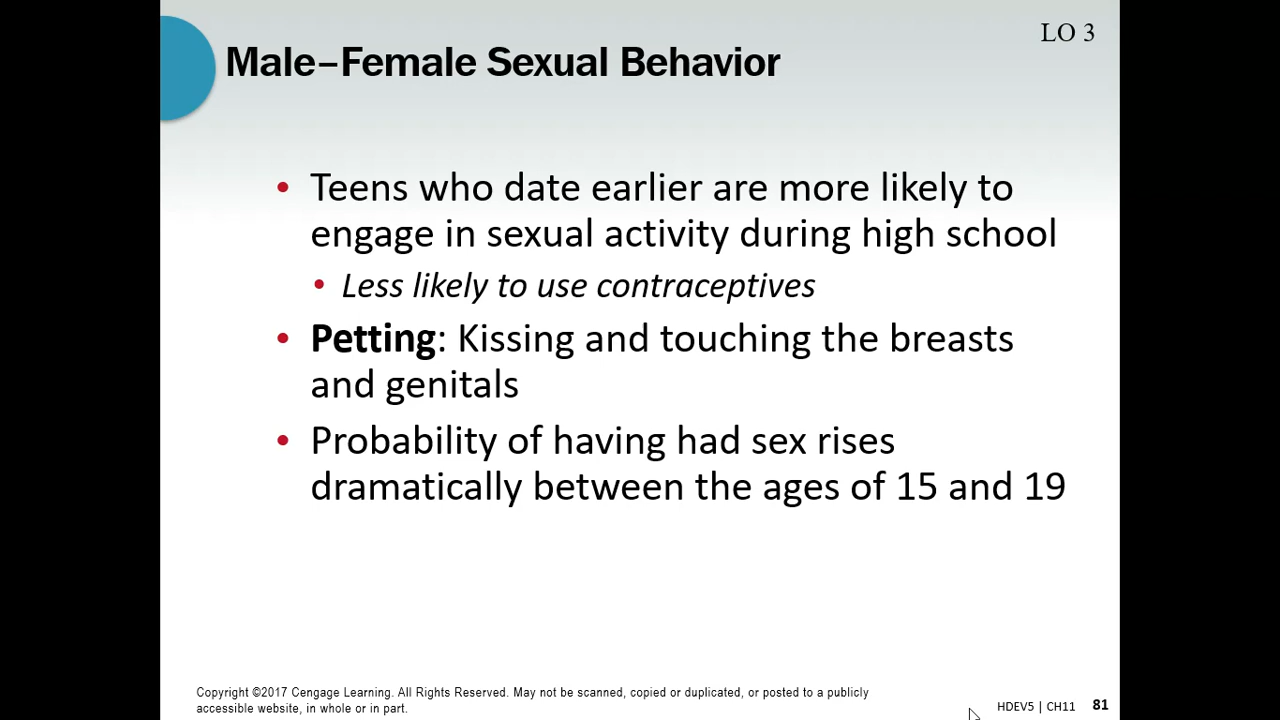 LO 3
Male–Female Sexual Behavior
• Teens who date earlier are more likely to
engage in sexual activity during high school
• Less likely to use contraceptives
• Petting: Kissing and touching the breasts
and genitals
• Probability of having had sex rises
dramatically between the ages of 15 and 19
Copyright ©2017 Cengage Learning. All Rights Reserved. May not be scanned, copied or duplicated, or posted to a publicly
accessible website, in whole or in part.
HDEV5 | CH11 81